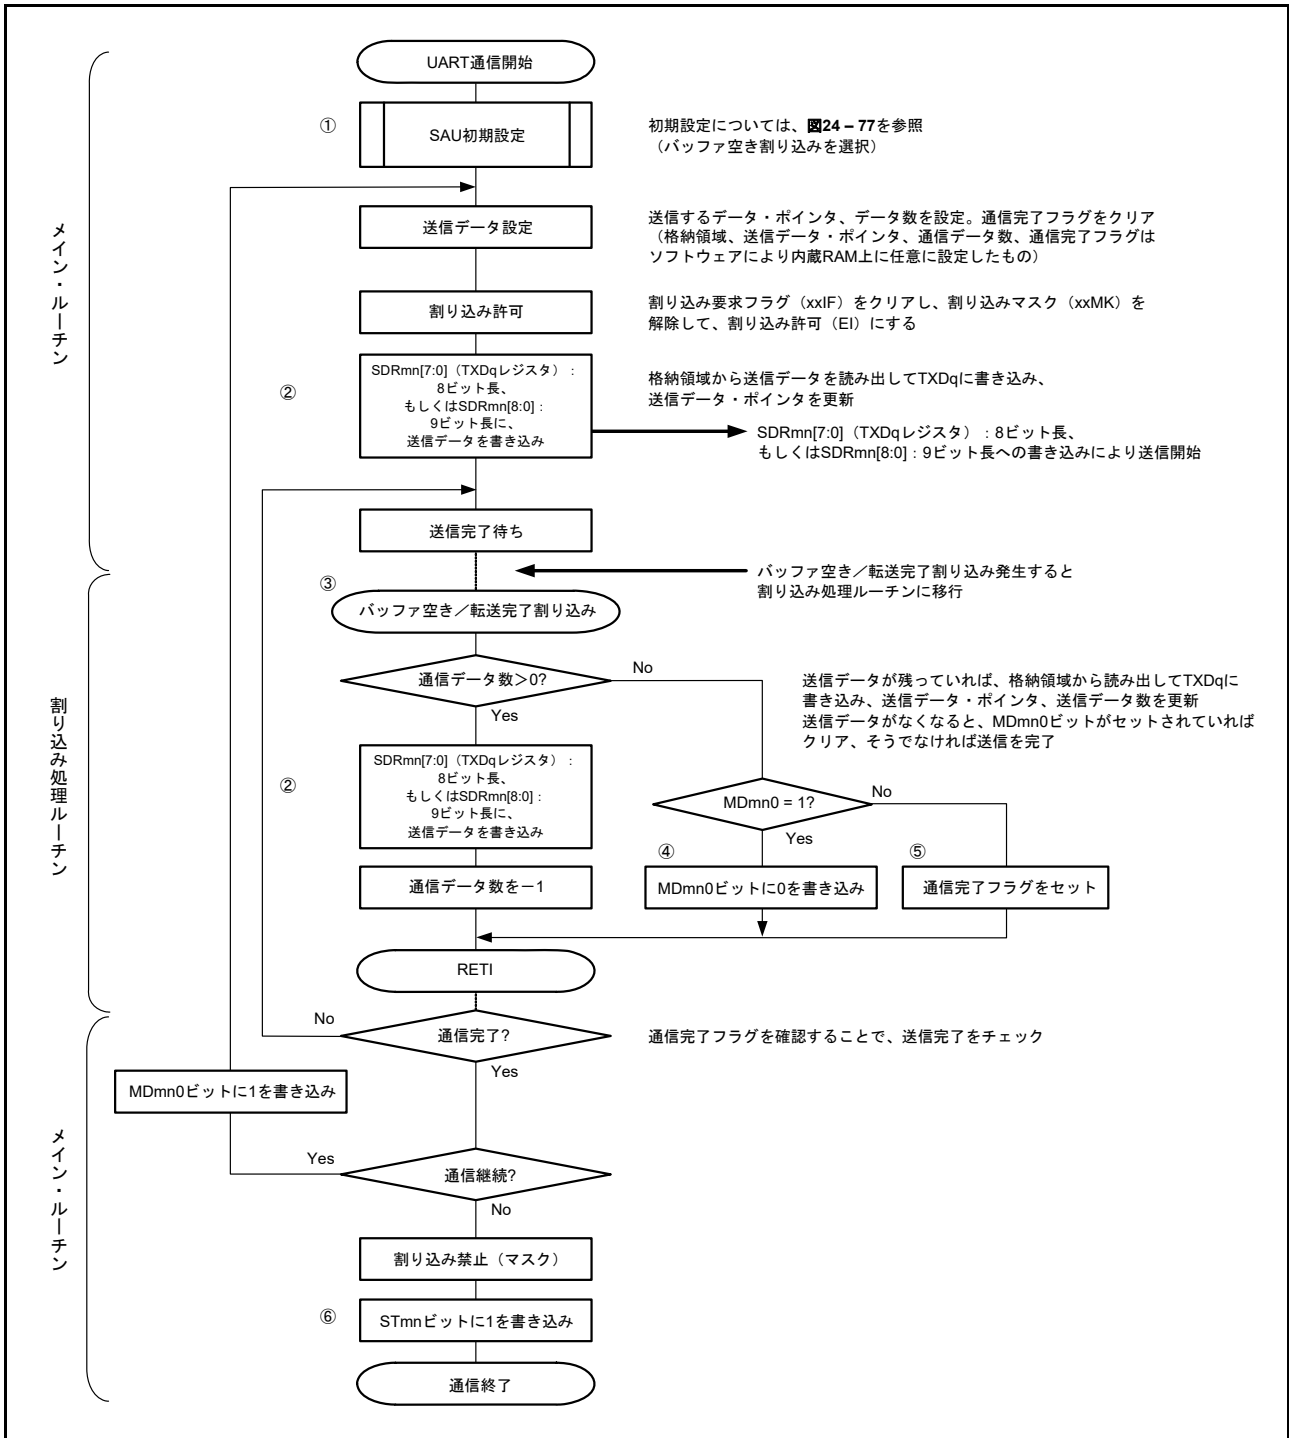 UART通信開始
①
SAU初期設定
初期設定については、図24 – 77を参照
（バッファ空き割り込みを選択）
メイン・ルーチン
送信データ設定
送信するデータ・ポインタ、データ数を設定。通信完了フラグをクリア
（格納領域、送信データ・ポインタ、通信データ数、通信完了フラグは
ソフトウェアにより内蔵RAM上に任意に設定したもの）
割り込み許可
割り込み要求フラグ（xxIF）をクリアし、割り込みマスク（xxMK）を
解除して、割り込み許可（EI）にする
②
SDRmn[7:0]（TXDqレジスタ）：
8ビット長、
もしくはSDRmn[8:0]：
9ビット長に、
送信データを書き込み
格納領域から送信データを読み出してTXDqに書き込み、
送信データ・ポインタを更新
SDRmn[7:0]（TXDqレジスタ）：8ビット長、
もしくはSDRmn[8:0]：9ビット長への書き込みにより送信開始
送信完了待ち
③
バッファ空き／転送完了割り込み発生すると
割り込み処理ルーチンに移行
バッファ空き／転送完了割り込み
割り込み処理ルーチン
通信データ数＞0?
No
Yes
送信データが残っていれば、格納領域から読み出してTXDqに
書き込み、送信データ・ポインタ、送信データ数を更新
送信データがなくなると、MDmn0ビットがセットされていれば
クリア、そうでなければ送信を完了
②
SDRmn[7:0]（TXDqレジスタ）：
8ビット長、
もしくはSDRmn[8:0]：
9ビット長に、
送信データを書き込み
MDmn0 = 1?
No
Yes
④
⑤
通信データ数を－1
MDmn0ビットに0を書き込み
通信完了フラグをセット
RETI
No
通信完了?
通信完了フラグを確認することで、送信完了をチェック
Yes
MDmn0ビットに1を書き込み
メイン・ルーチン
Yes
通信継続?
No
割り込み禁止（マスク）
⑥
STmnビットに1を書き込み
通信終了